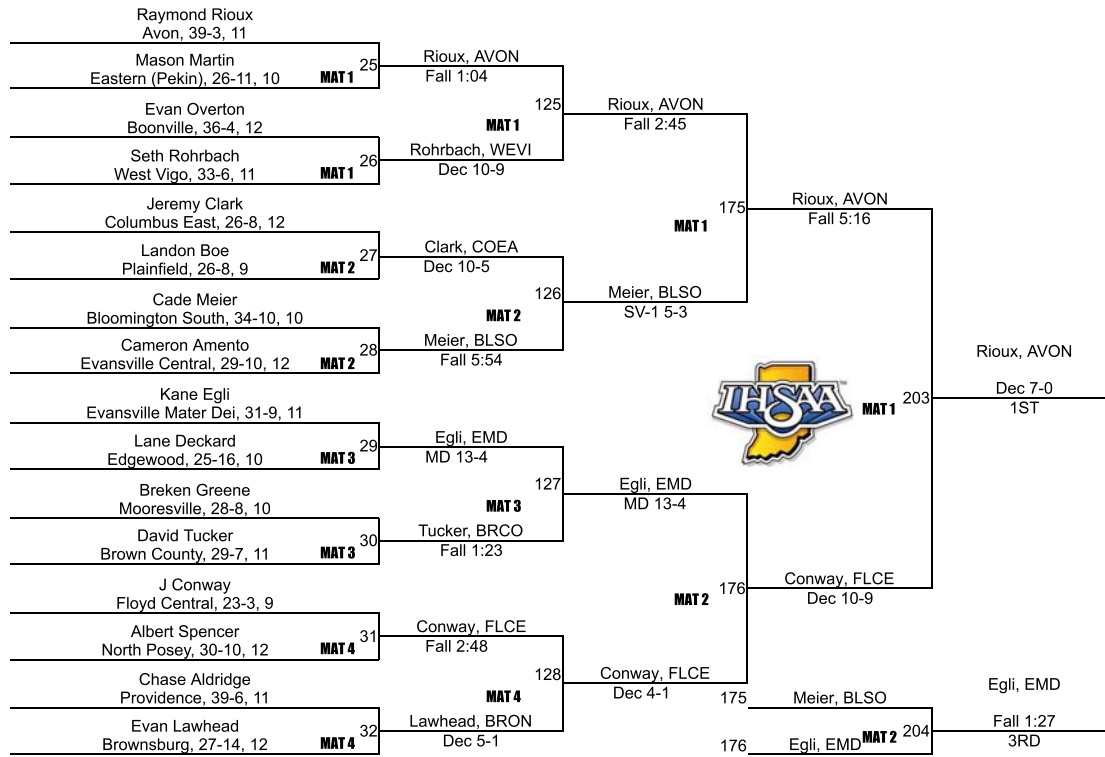 Raymond Rioux
Avon, 39-3, 11
Mason Martin
Eastern (Pekin), 26-11, 10
MAT 1
25
Evan Overton
Boonville, 36-4, 12
Seth Rohrbach
West Vigo, 33-6, 11
MAT 1
26
Jeremy Clark
Columbus East, 26-8, 12
Landon Boe
Plainfield, 26-8, 9
MAT 2
27
Cade Meier
Bloomington South, 34-10, 10
Cameron Amento
Evansville Central, 29-10, 12
MAT 2
28
Kane Egli
Evansville Mater Dei, 31-9, 11
Lane Deckard
Edgewood, 25-16, 10
MAT 3
29
Breken Greene
Mooresville, 28-8, 10
David Tucker
Brown County, 29-7, 11
MAT 3
30
J Conway
Floyd Central, 23-3, 9
Albert Spencer
North Posey, 30-10, 12
MAT 4
31
Chase Aldridge
Providence, 39-6, 11
Evan Lawhead
Brownsburg, 27-14, 12
MAT 4
32
Rioux, AVON
Fall 1:04
MAT 1
125
Rohrbach, WEVI
Dec 10-9
Clark, COEA
Dec 10-5
MAT 2
126
Meier, BLSO
Fall 5:54
Egli, EMD
MD 13-4
MAT 3
127
Tucker, BRCO
Fall 1:23
Conway, FLCE
Fall 2:48
MAT 4
128
Lawhead, BRON
Dec 5-1
Rioux, AVON
Fall 2:45
MAT 1
175
Meier, BLSO
SV-1 5-3
Egli, EMD
MD 13-4
MAT 2
176
Conway, FLCE
Dec 4-1
Rioux, AVON
Fall 5:16
IHSAA
MAT 1
203
Conway, FLCE
Dec 10-9
Rioux, AVON
Dec 7-0
1ST
175
Meier, BLSO
176
Egli, EMD
MAT 2
204
Egli, EMD
Fall 1:27
3RD